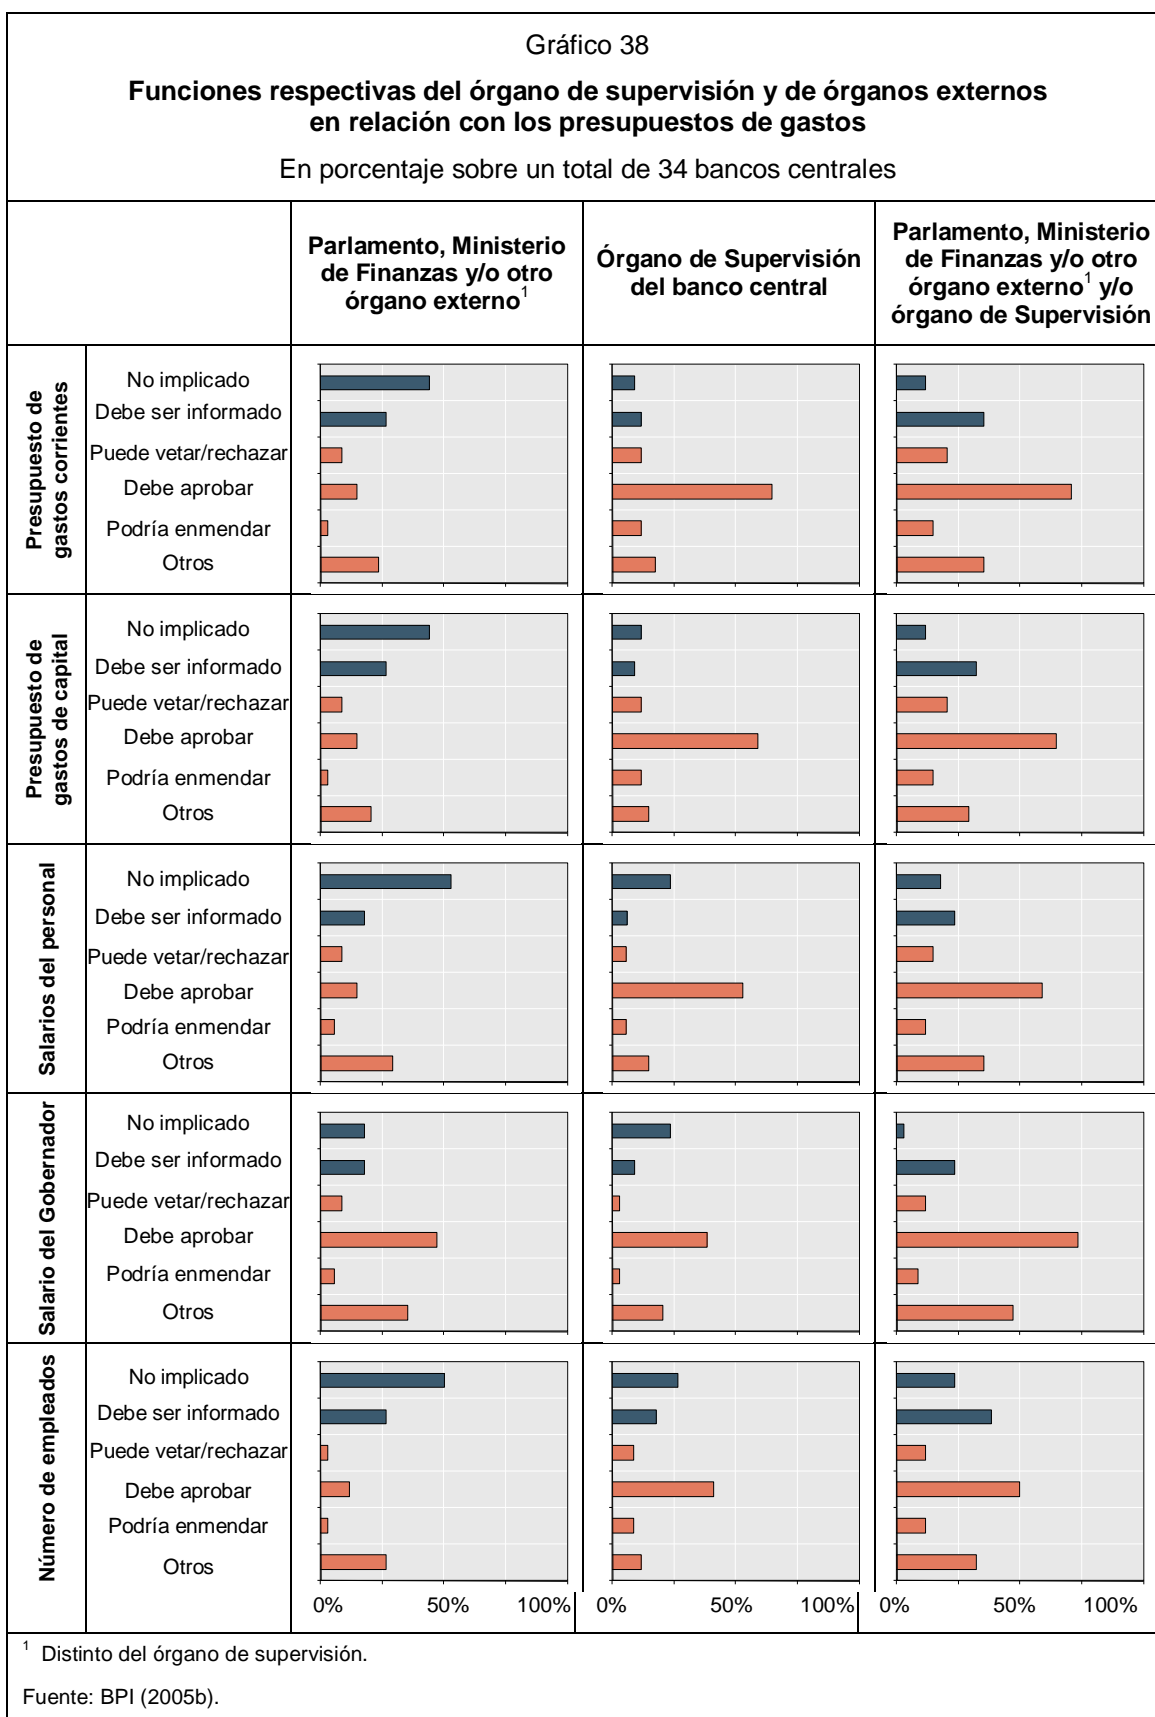 Gráfico 38
Funciones respectivas del órgano de supervisión y de órganos externos
en relación con los presupuestos de gastos
En porcentaje sobre un total de 34 bancos centrales
Parlamento, Ministerio
de Finanzas y/o otro
órgano externo1
Órgano de Supervisión
del banco central
Parlamento, Ministerio
de Finanzas y/o otro
órgano externo1 y/o
órgano de Supervisión
Presupuesto de
gastos corrientes
No implicado
Debe ser informado
Puede vetar/rechazar
Debe aprobar
Podría enmendar
Otros
Presupuesto de
gastos de capital
No implicado
Debe ser informado
Puede vetar/rechazar
Debe aprobar
Podría enmendar
Otros
Salarios del personal
No implicado
Debe ser informado
Puede vetar/rechazar
Debe aprobar
Podría enmendar
Otros
Salario del Gobernador
No implicado
Debe ser informado
Puede vetar/rechazar
Debe aprobar
Podría enmendar
Otros
Número de empleados
No implicado
Debe ser informado
Puede vetar/rechazar
Debe aprobar
Podría enmendar
Otros
0% 50% 100% 0% 50% 100% 0% 50% 100%
1 Distinto del órgano de supervisión.
Fuente: BPI (2005b).